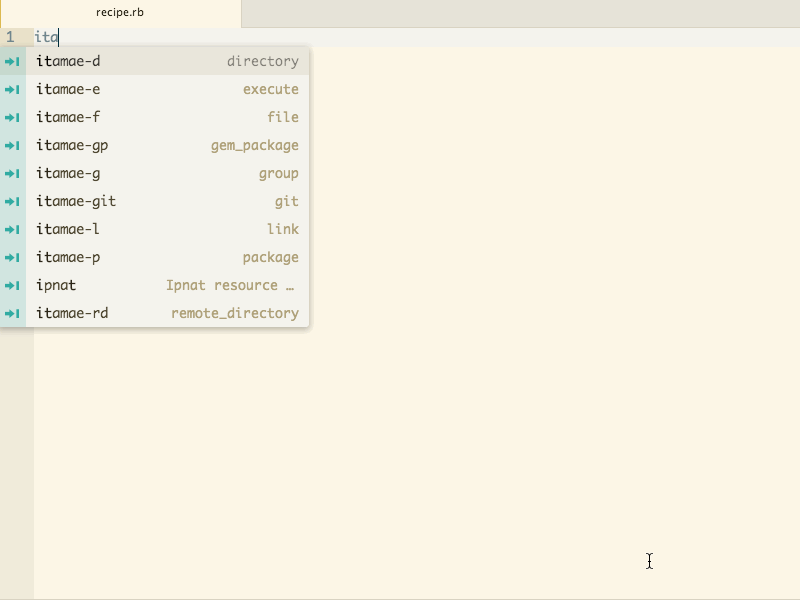 recipe.rb
1 ita
itamae-d directory
itamae-e execute
itamae-f file
itamae-gp gem_package
itamae-g group
itamae-git git
itamae-l link
itamae-p package
ipnat Ipnat resource …
itamae-rd remote_directory